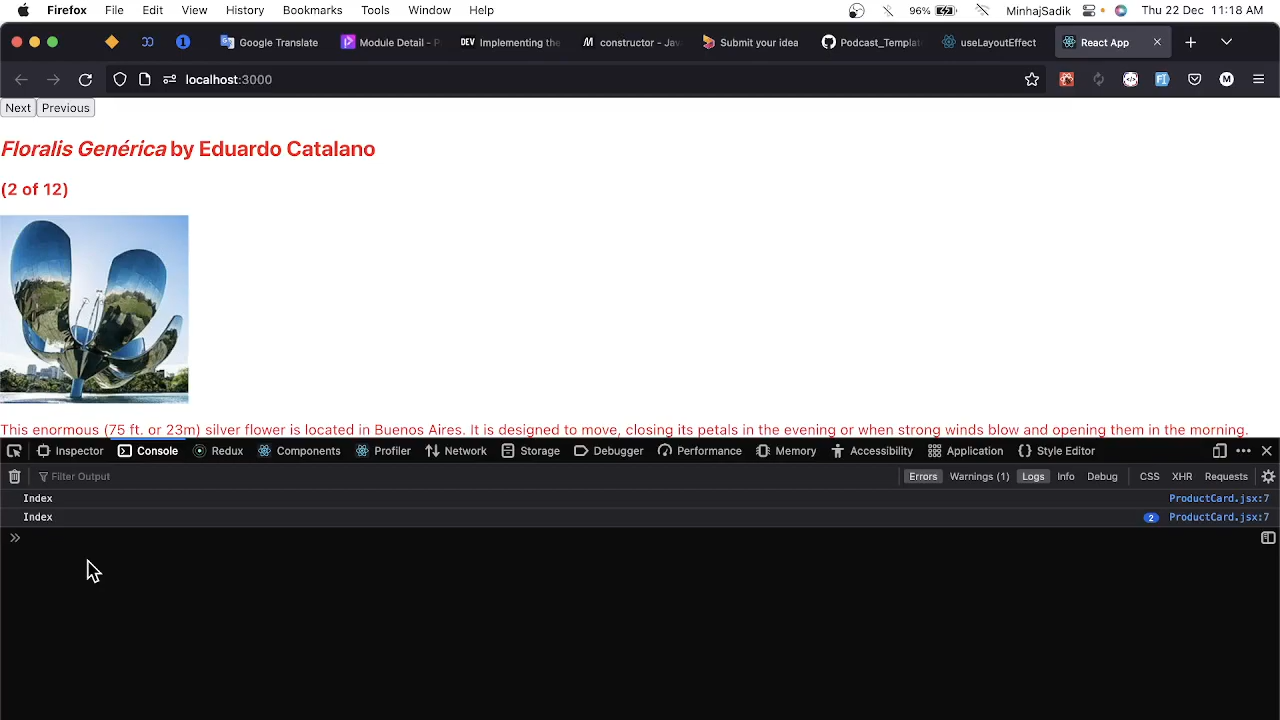 Firefox File Edit View History Bookmarks Tools Window Help 96% MinhajSadik Thu 22 Dec 11:18 AM
Google Translate Module Detail - P DEV Implementing the M constructor - Java Submit your idea Podcast_Templat useLayoutEffect React App
localhost:3000 M
Next Previous
Floralis Genérica by Eduardo Catalano
(2 of 12)
This enormous (75 ft. or 23m) silver flower is located in Buenos Aires. It is designed to move, closing its petals in the evening or when strong winds blow and opening them in the morning.
Inspector Console Redux Components Profiler Network Storage Debugger Performance Memory Accessibility Application Style Editor
Filter Output Errors Warnings (1) Logs Info Debug CSS XHR Requests
Index ProductCard.jsx:7
Index 2 ProductCard.jsx:7